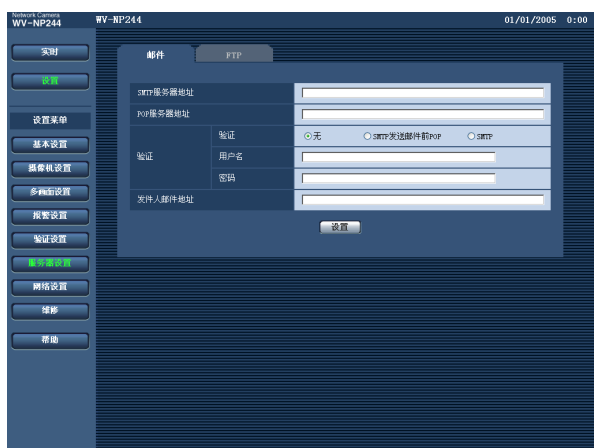 Network Camera
WV-NP244
WV-NP244 01/01/2005 0:00
实时
设置
设置菜单
基本设置
摄像机设置
多画面设置
报警设置
验证设置
服务器设置
网络设置
维修
帮助
邮件 FTP
SMTP服务器地址
POP服务器地址
验证 验证 无 SMTP发送邮件前POP SMTP
用户名
密码
发件人邮件地址
设置